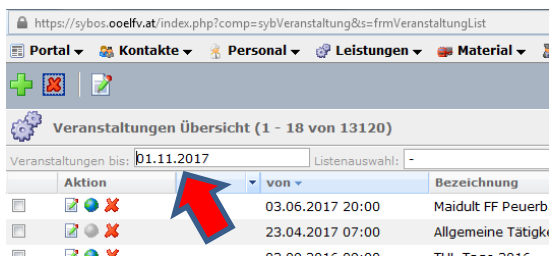 https://sybos.ooelfv.at/index.php?comp=sybVeranstaltung&s=frmVeranstaltungList
Portal Kontakte Personal Leistungen Material
Veranstaltungen Übersicht (1 - 18 von 13120)
Veranstaltungen bis: 01.11.2017 Listenauswahl: -
Aktion von Bezeichnung
03.06.2017 20:00 Maidult FF Peuerb
23.04.2017 07:00 Allgemeine Tätigke